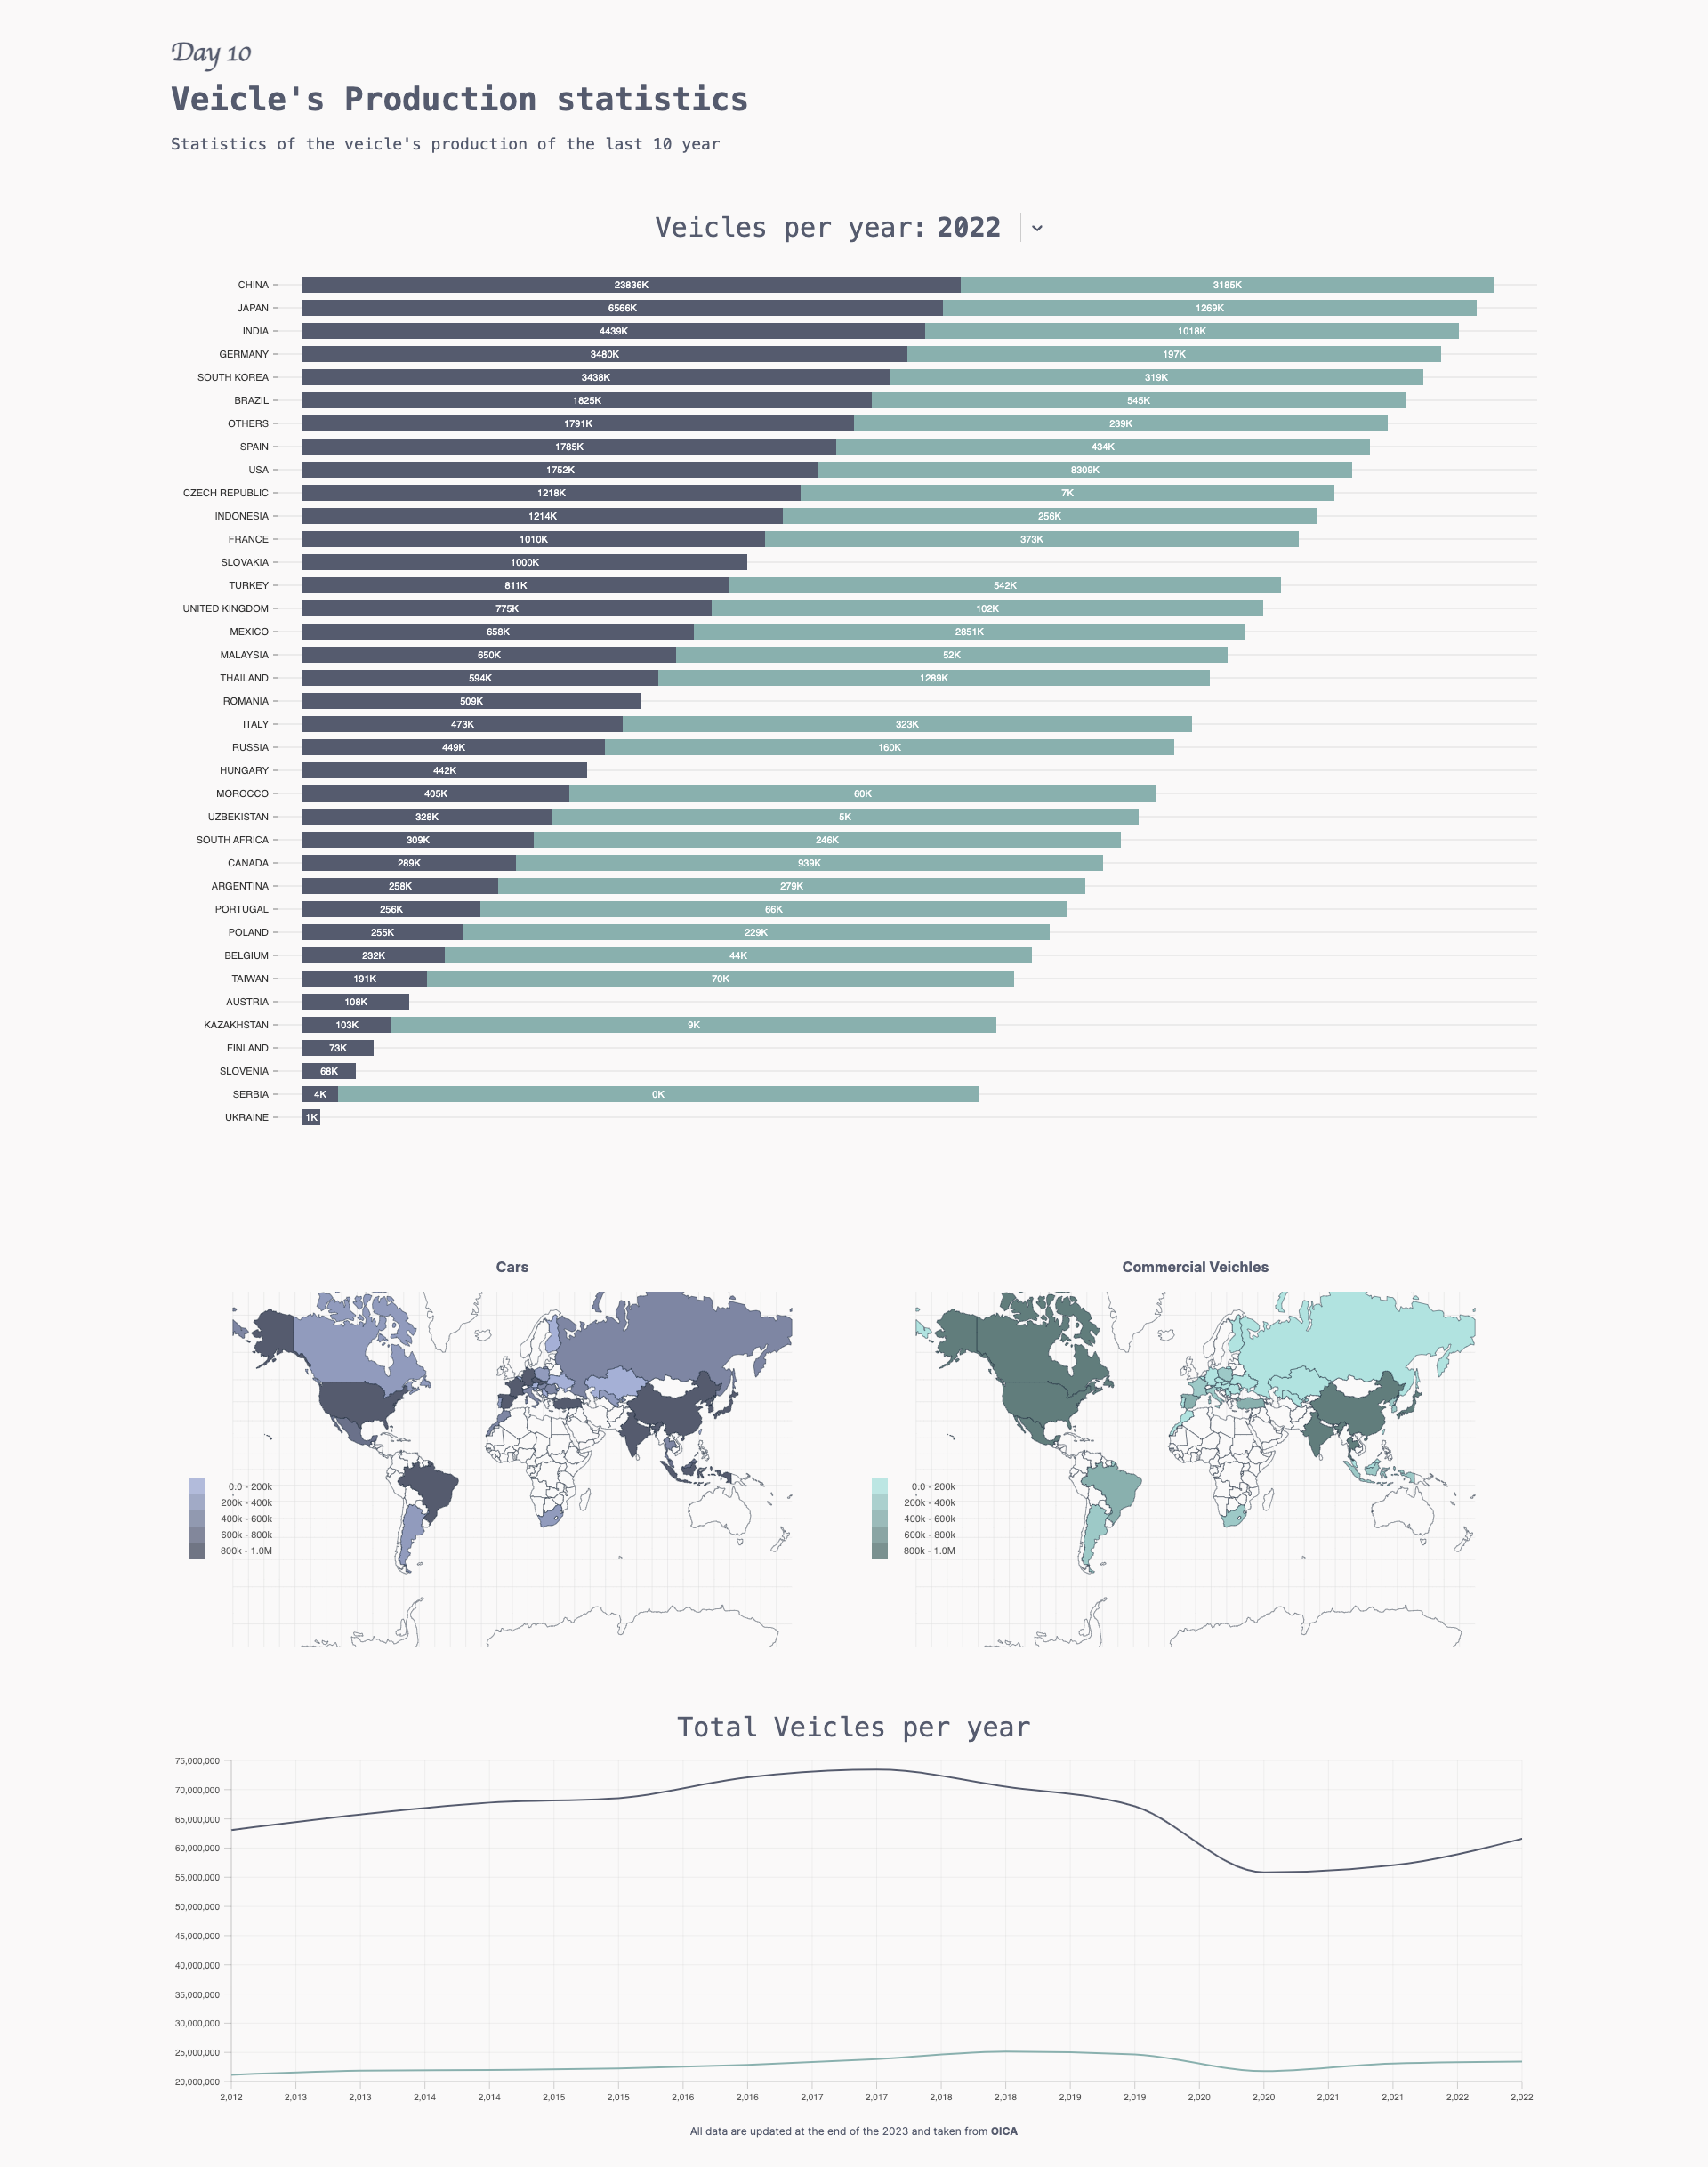 Day 10
Veicle's Production statistics
Statistics of the veicle's production of the last 10 year
Veicles per year: 2022
CHINA 23836K 3185K
JAPAN 6566K 1269K
INDIA 4439K 1018K
GERMANY 3480K 197K
SOUTH KOREA 3438K 319K
BRAZIL 1825K 545K
OTHERS 1791K 239K
SPAIN 1785K 434K
USA 1752K 8309K
CZECH REPUBLIC 1218K 7K
INDONESIA 1214K 256K
FRANCE 1010K 373K
SLOVAKIA 1000K
TURKEY 811K 542K
UNITED KINGDOM 775K 102K
MEXICO 658K 2851K
MALAYSIA 650K 52K
THAILAND 594K 1289K
ROMANIA 509K
ITALY 473K 323K
RUSSIA 449K 160K
HUNGARY 442K
MOROCCO 405K 60K
UZBEKISTAN 328K 5K
SOUTH AFRICA 309K 246K
CANADA 289K 939K
ARGENTINA 258K 279K
PORTUGAL 256K 66K
POLAND 255K 229K
BELGIUM 232K 44K
TAIWAN 191K 70K
AUSTRIA 108K
KAZAKHSTAN 103K 9K
FINLAND 73K
SLOVENIA 68K
SERBIA 4K 0K
UKRAINE 1K
Cars
0.0 - 200k
200k - 400k
400k - 600k
600k - 800k
800k - 1.0M
Commercial Veichles
0.0 - 200k
200k - 400k
400k - 600k
600k - 800k
800k - 1.0M
Total Veicles per year
75,000,000
70,000,000
65,000,000
60,000,000
55,000,000
50,000,000
45,000,000
40,000,000
35,000,000
30,000,000
25,000,000
20,000,000
2,012 2,013 2,013 2,014 2,014 2,015 2,015 2,016 2,016 2,017 2,017 2,018 2,018 2,019 2,019 2,020 2,020 2,021 2,021 2,022 2,022
All data are updated at the end of the 2023 and taken from OICA